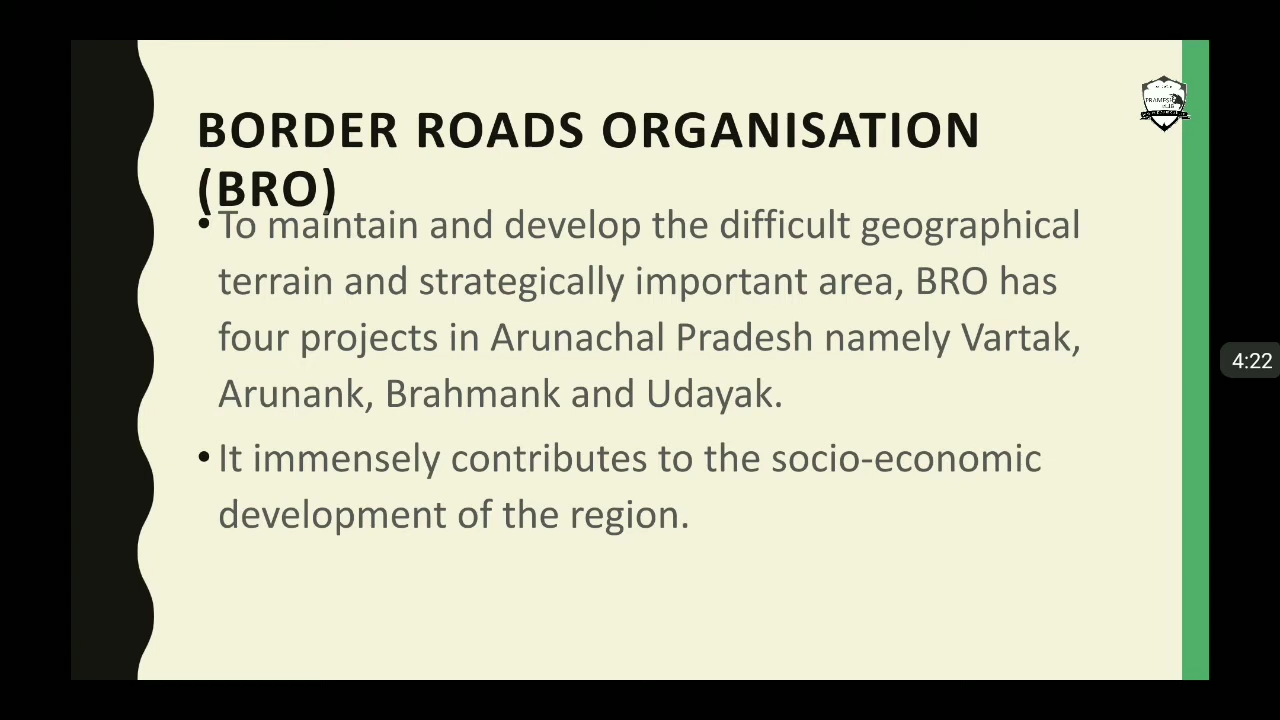 BORDER ROADS ORGANISATION
(BRO)
• To maintain and develop the difficult geographical
terrain and strategically important area, BRO has
four projects in Arunachal Pradesh namely Vartak,
Arunank, Brahmank and Udayak.
• It immensely contributes to the socio-economic
development of the region.
4:22